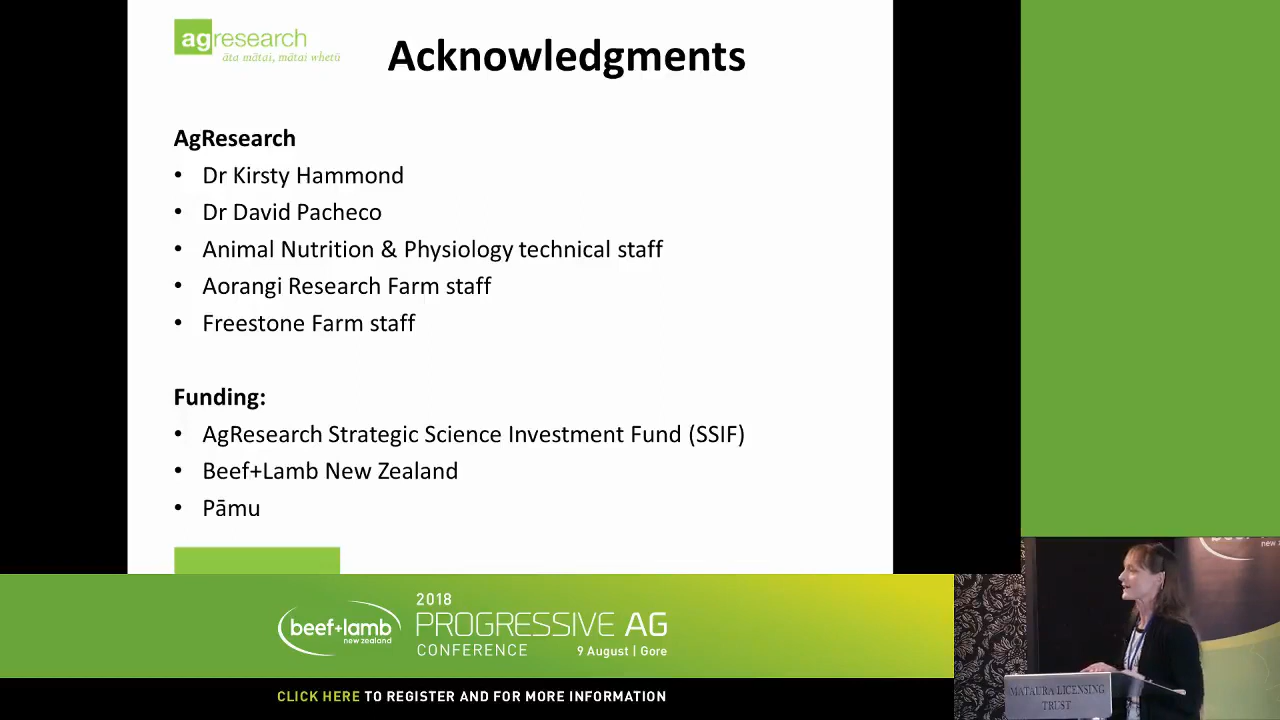 agresearch
āta mātai, mātai whetū
Acknowledgments
AgResearch
• Dr Kirsty Hammond
• Dr David Pacheco
• Animal Nutrition & Physiology technical staff
• Aorangi Research Farm staff
• Freestone Farm staff
Funding:
• AgResearch Strategic Science Investment Fund (SSIF)
• Beef+Lamb New Zealand
• Pāmu
beef+lamb
new zealand
2018
PROGRESSIVE AG
CONFERENCE
9 August | Gore
CLICK HERE TO REGISTER AND FOR MORE INFORMATION
MATAURA LICENSING
TRUST